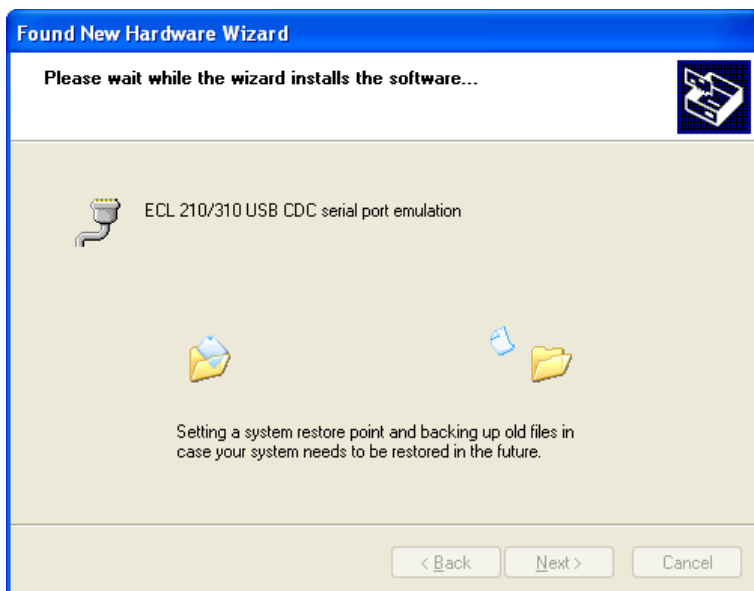 Found New Hardware Wizard
Please wait while the wizard installs the software...
ECL 210/310 USB CDC serial port emulation
Setting a system restore point and backing up old files in
case your system needs to be restored in the future.
< Back Next > Cancel